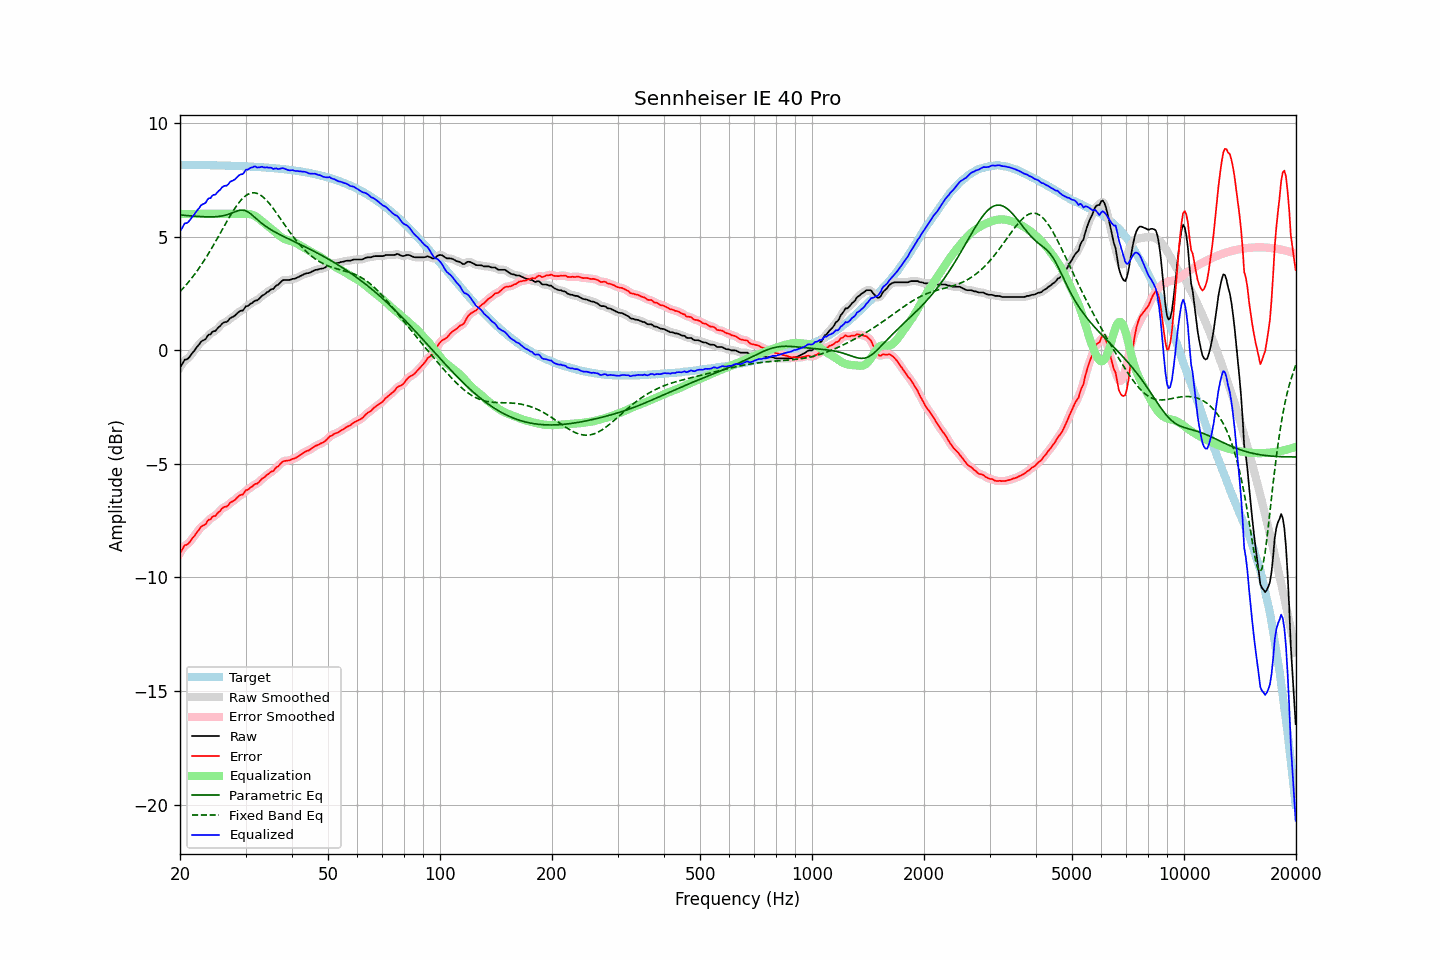 Sennheiser IE 40 Pro
10
5
0
−5
−10
−15
−20
Amplitude (dBr)
Target
Raw Smoothed
Error Smoothed
Raw
Error
Equalization
Parametric Eq
Fixed Band Eq
Equalized
20 50 100 200 500 1000 2000 5000 10000 20000
Frequency (Hz)